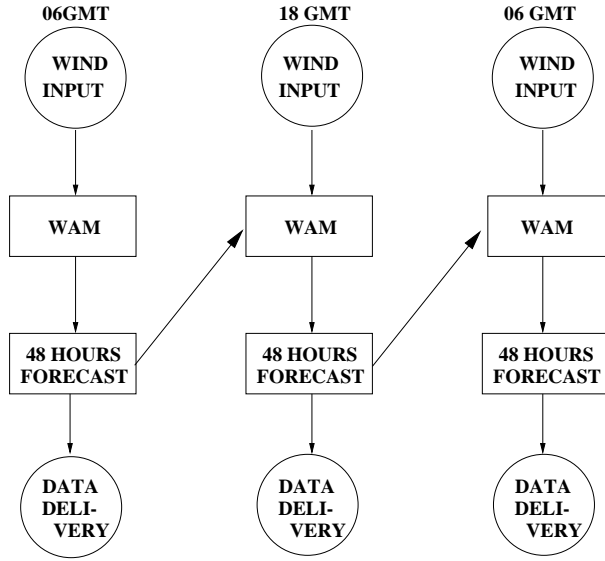 06GMT
18 GMT
06 GMT
WIND
INPUT
WIND
INPUT
WIND
INPUT
WAM
WAM
WAM
48 HOURS
FORECAST
48 HOURS
FORECAST
48 HOURS
FORECAST
DATA
DELI-
VERY
DATA
DELI-
VERY
DATA
DELI-
VERY